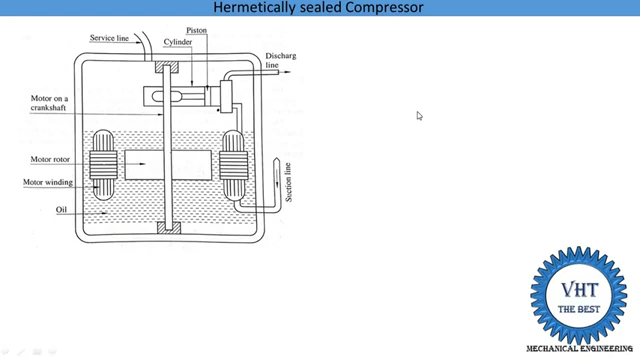 Hermetically sealed Compressor
Service line
Piston
Cylinder
Discharg
line
Motor on a
crankshaft
Motor rotor
Motor winding
Oil
Suction line
VHT
THE BEST
MECHANICAL ENGINEERING